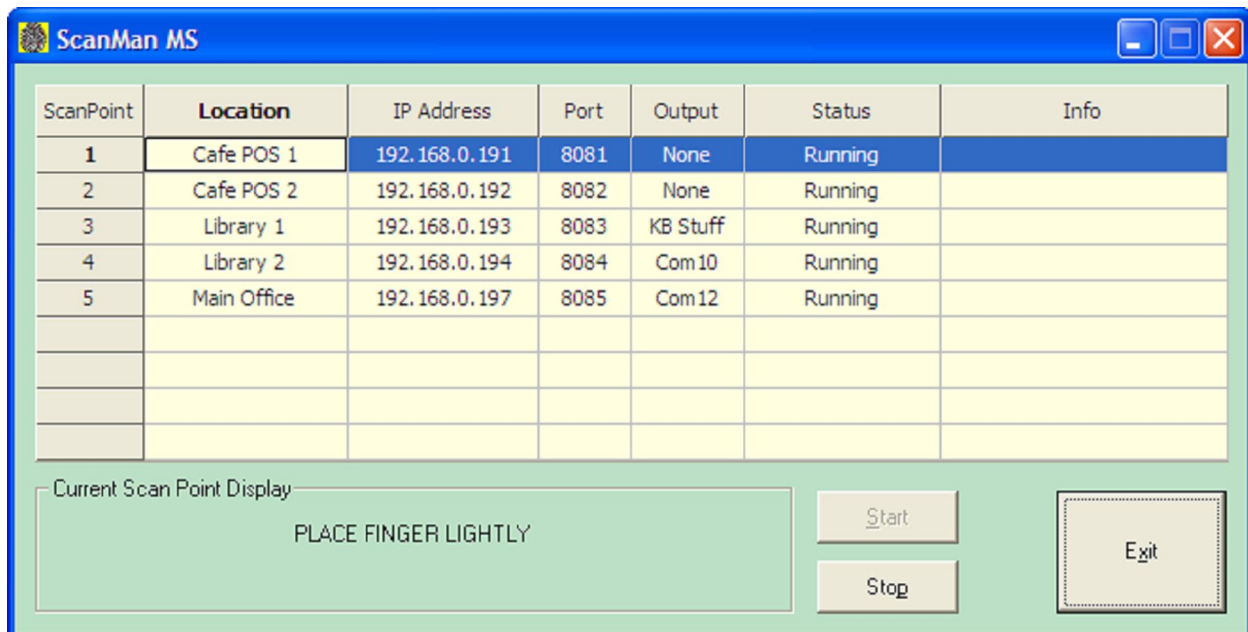 ScanMan MS
ScanPoint Location IP Address Port Output Status Info
1 Cafe POS 1 192.168.0.191 8081 None Running
2 Cafe POS 2 192.168.0.192 8082 None Running
3 Library 1 192.168.0.193 8083 KB Stuff Running
4 Library 2 192.168.0.194 8084 Com10 Running
5 Main Office 192.168.0.197 8085 Com12 Running
Current Scan Point Display
PLACE FINGER LIGHTLY
Start
Stop
Exit